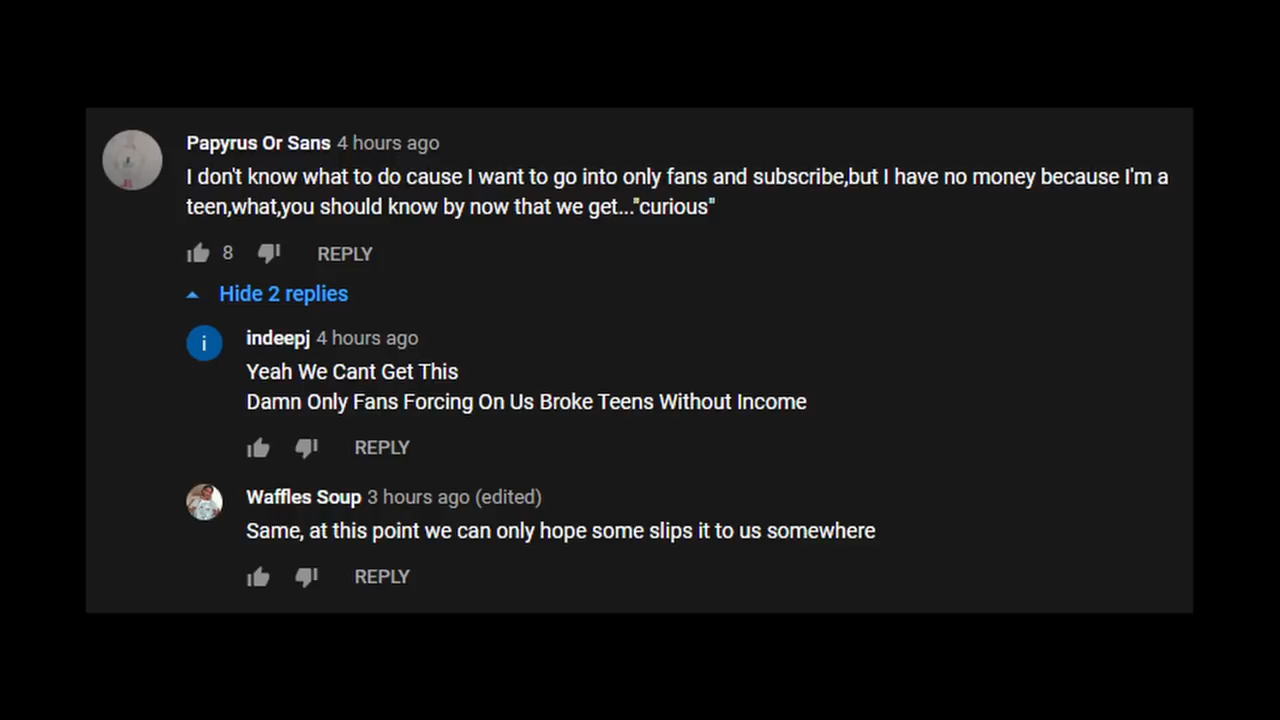 Papyrus Or Sans 4 hours ago
I don't know what to do cause I want to go into only fans and subscribe,but I have no money because I'm a
teen,what,you should know by now that we get..."curious"
8 REPLY
Hide 2 replies
i
indeepj 4 hours ago
Yeah We Cant Get This
Damn Only Fans Forcing On Us Broke Teens Without Income
REPLY
Waffles Soup 3 hours ago (edited)
Same, at this point we can only hope some slips it to us somewhere
REPLY